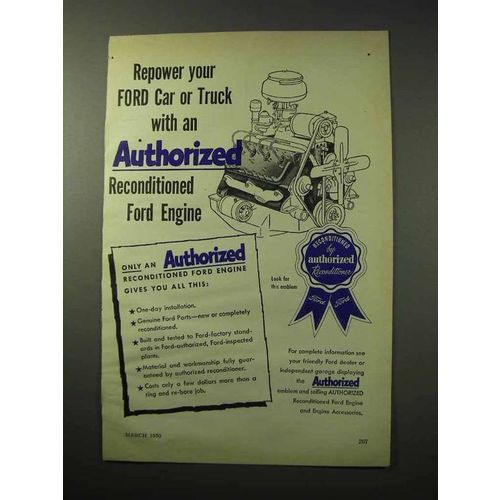 Repower your
FORD Car or Truck
with an
Authorized
Reconditioned
Ford Engine
ONLY AN Authorized
RECONDITIONED FORD ENGINE
GIVES YOU ALL THIS:
★ One-day installation.
★ Genuine Ford Parts—new or completely
reconditioned.
★ Built and tested to Ford-factory stand-
ards in Ford-authorized, Ford-inspected
plants.
★ Material and workmanship fully guar-
anteed by authorized reconditioner.
★ Costs only a few dollars more than a
ring and re-bore job.
Look for
this emblem
RECONDITIONED
by
authorized
Reconditioner
Ford Ford
For complete information see
your friendly Ford dealer or
independent garage displaying
the Authorized
emblem and selling AUTHORIZED
Reconditioned Ford Engine
and Engine Accessories.
MARCH 1950
207